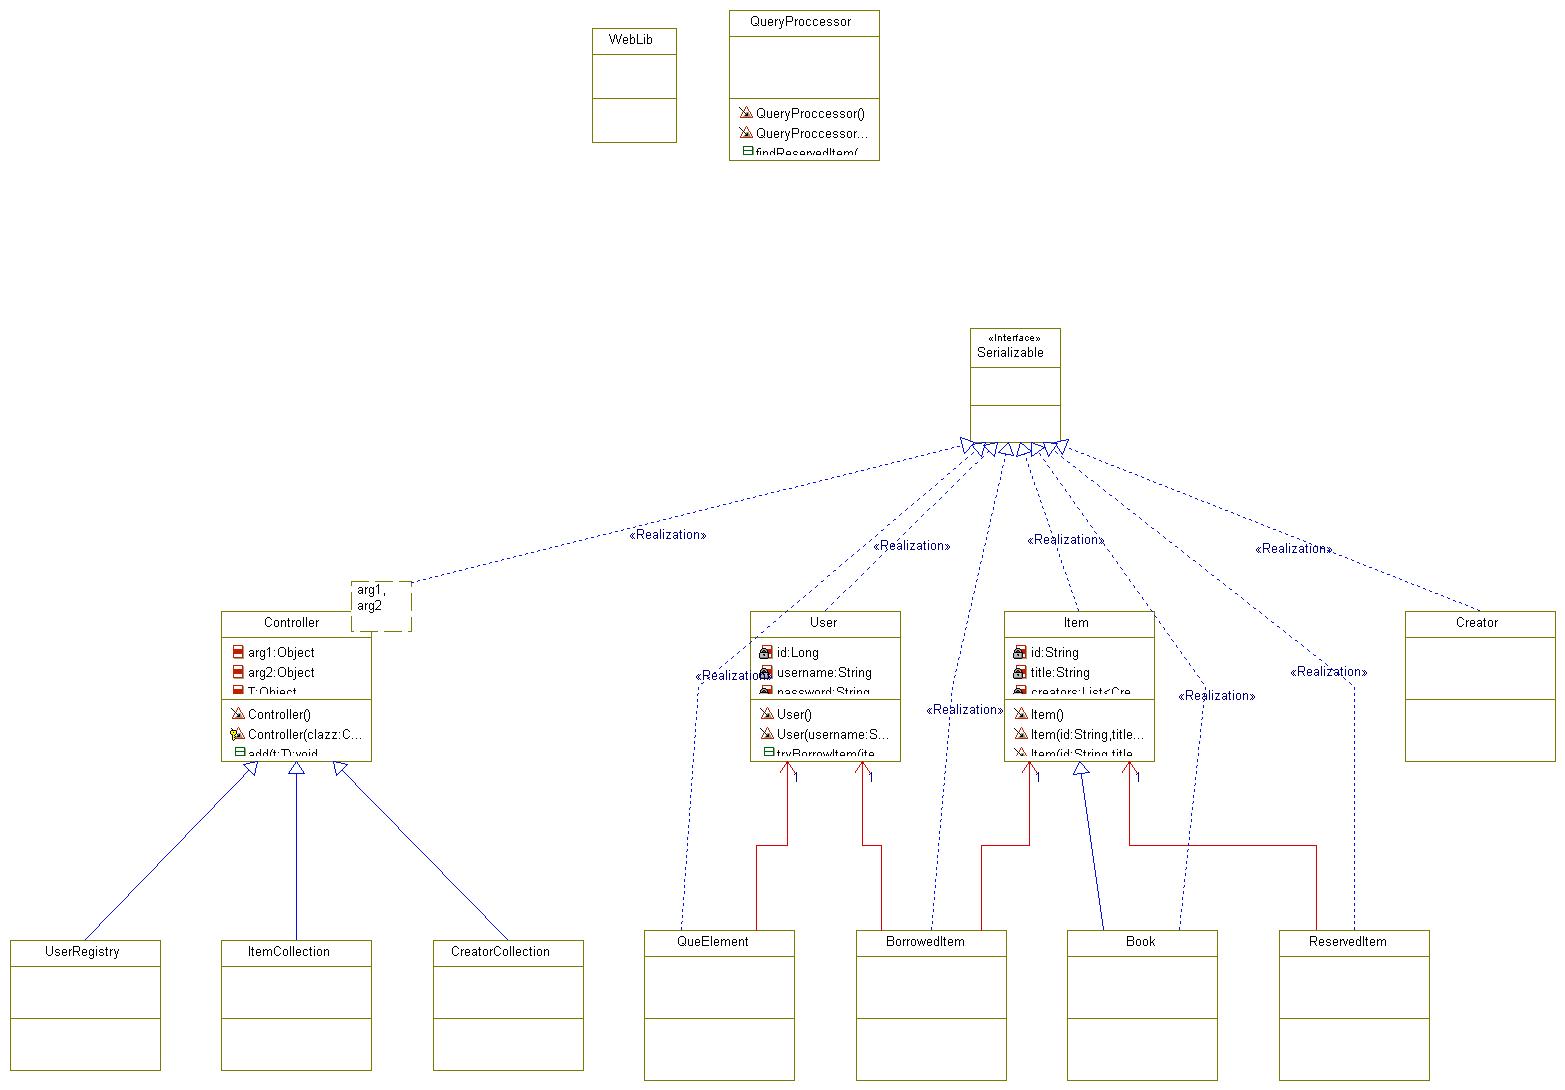 WebLib
QueryProccessor
QueryProccessor()
QueryProccessor...
findReservedItem(
«Interface»
Serializable
«Realization»
«Realization»
«Realization»
«Realization»
arg1,
arg2
Controller
arg1:Object
arg2:Object
T:Object
Controller()
Controller(clazz:C...
add(t:T):void
User
id:Long
username:String
password:String
User()
User(username:S...
tryBorrowItem(ite
Item
id:String
title:String
creators:List<Cre
Item()
Item(id:String,title...
Item(id:String,title
Creator
«Realization»
«Realization»
«Realization»
«Realization»
1
1
1
1
UserRegistry
ItemCollection
CreatorCollection
QueElement
BorrowedItem
Book
ReservedItem